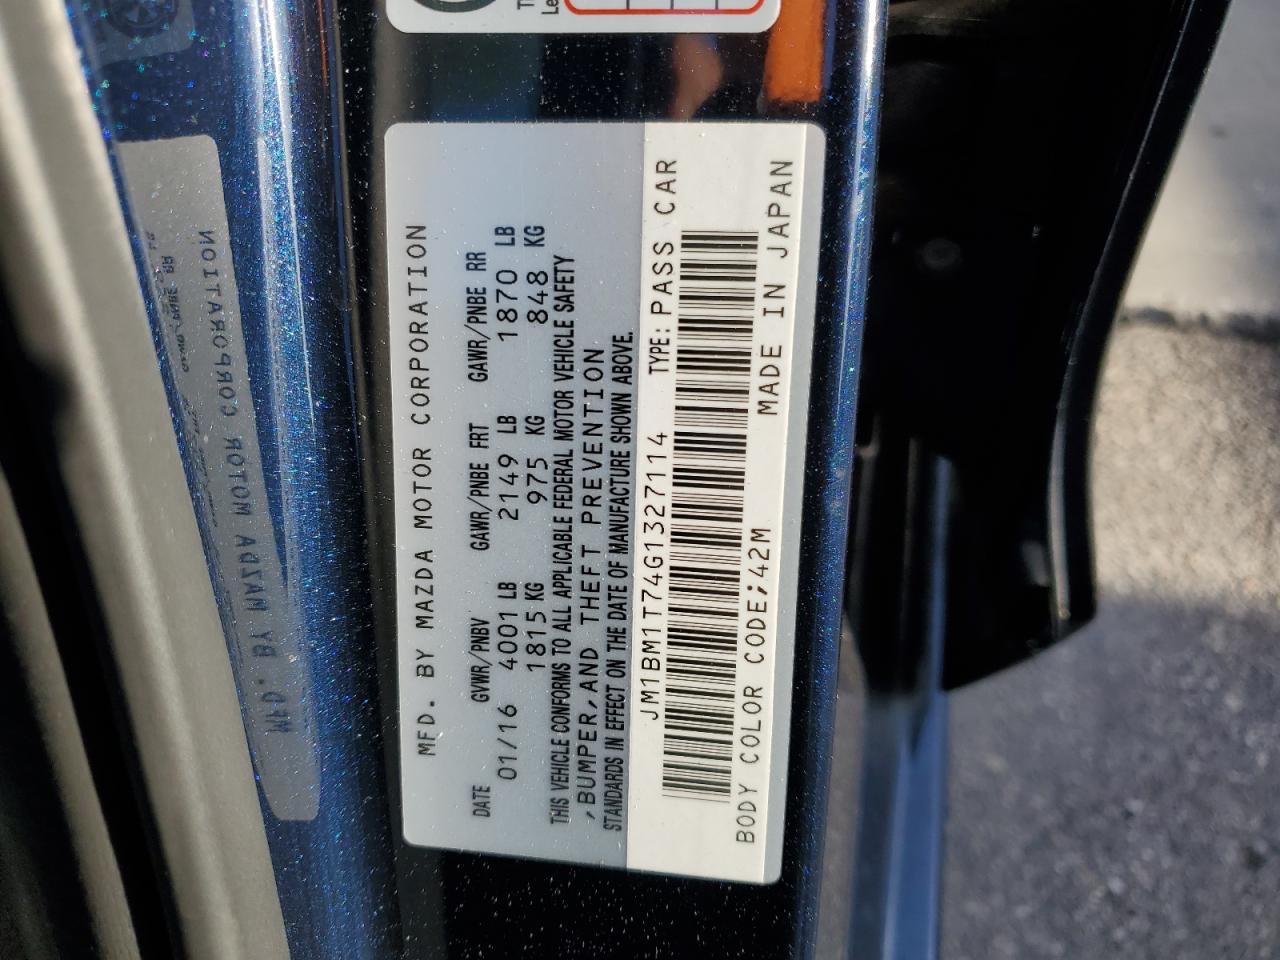 MFD. BY MAZDA MOTOR CORPORATION
DATE GVWR/PNBV GAWR/PNBE FRT GAWR/PNBE RR
01/16 4001 LB 2149 LB 1870 LB
1815 KG 975 KG 848 KG
THIS VEHICLE CONFORMS TO ALL APPLICABLE FEDERAL MOTOR VEHICLE SAFETY
,BUMPER,AND THEFT PREVENTION
STANDARDS IN EFFECT ON THE DATE OF MANUFACTURE SHOWN ABOVE.
JM1BM1T74G1327114 TYPE: PASS CAR
BODY COLOR CODE;42M MADE IN JAPAN
MFD. BY MAZDA MOTOR CORPORATION